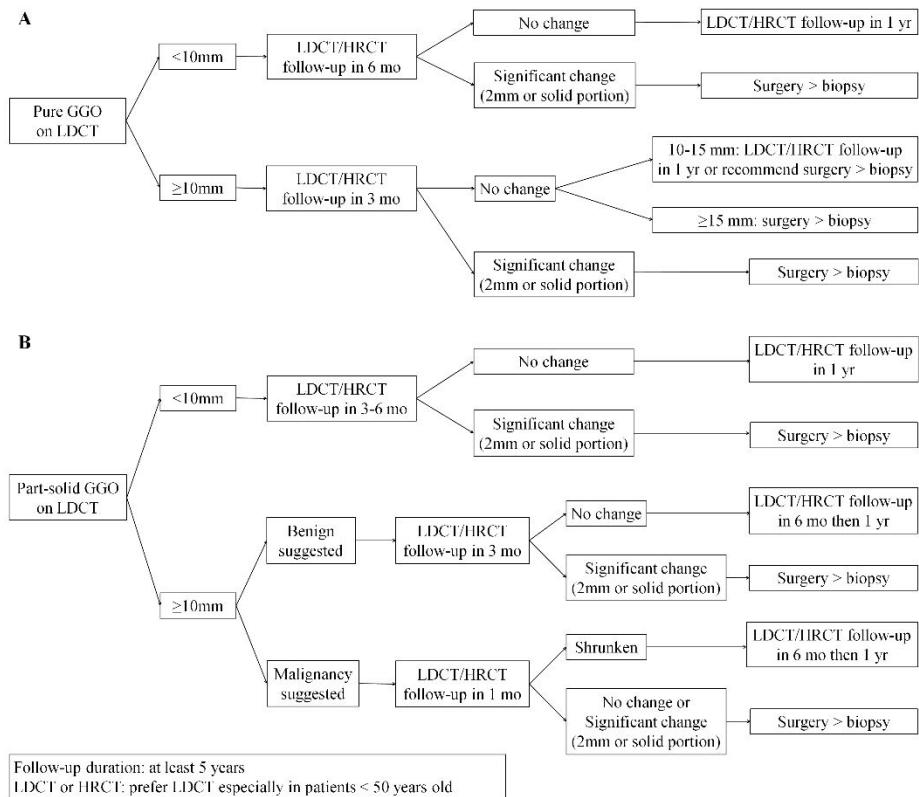 A
Pure GGO
on LDCT
<10mm
LDCT/HRCT
follow-up in 6 mo
No change
LDCT/HRCT follow-up in 1 yr
Significant change
(2mm or solid portion)
Surgery > biopsy
≥10mm
LDCT/HRCT
follow-up in 3 mo
No change
10-15 mm: LDCT/HRCT follow-up
in 1 yr or recommend surgery > biopsy
≥15 mm: surgery > biopsy
Significant change
(2mm or solid portion)
Surgery > biopsy
B
Part-solid GGO
on LDCT
<10mm
LDCT/HRCT
follow-up in 3-6 mo
No change
LDCT/HRCT follow-up
in 1 yr
Significant change
(2mm or solid portion)
Surgery > biopsy
≥10mm
Benign
suggested
LDCT/HRCT
follow-up in 3 mo
No change
LDCT/HRCT follow-up
in 6 mo then 1 yr
Significant change
(2mm or solid portion)
Surgery > biopsy
Malignancy
suggested
LDCT/HRCT
follow-up in 1 mo
Shrunken
LDCT/HRCT follow-up
in 6 mo then 1 yr
No change or
Significant change
(2mm or solid portion)
Surgery > biopsy
Follow-up duration: at least 5 years
LDCT or HRCT: prefer LDCT especially in patients < 50 years old